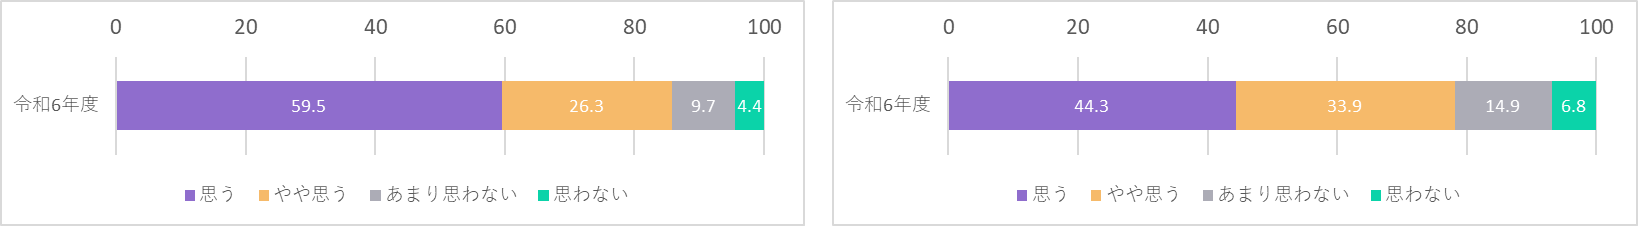 0 20 40 60 80 100
令和6年度 59.5 26.3 9.7 4.4
思う やや思う あまり思わない 思わない
0 20 40 60 80 100
令和6年度 44.3 33.9 14.9 6.8
思う やや思う あまり思わない 思わない